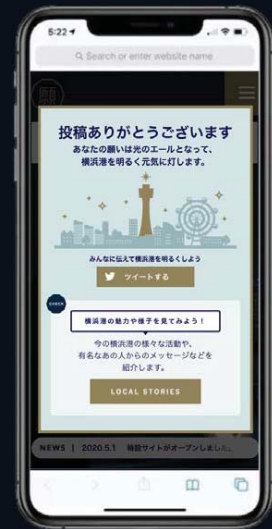 5:22
Search or enter website name
投稿ありがとうございます
あなたの願いは光のエールとなって、
横浜港を明るく元気に灯します。
みんなに伝えて横浜港を明るくしよう
ツイートする
CHECK
横浜港の魅力や様子を見てみよう！
今の横浜港の様々な活動や、
有名なあの人からのメッセージなどを
紹介します。
LOCAL STORIES
NEWS | 2020.5.1 特設サイトがオープンしました。